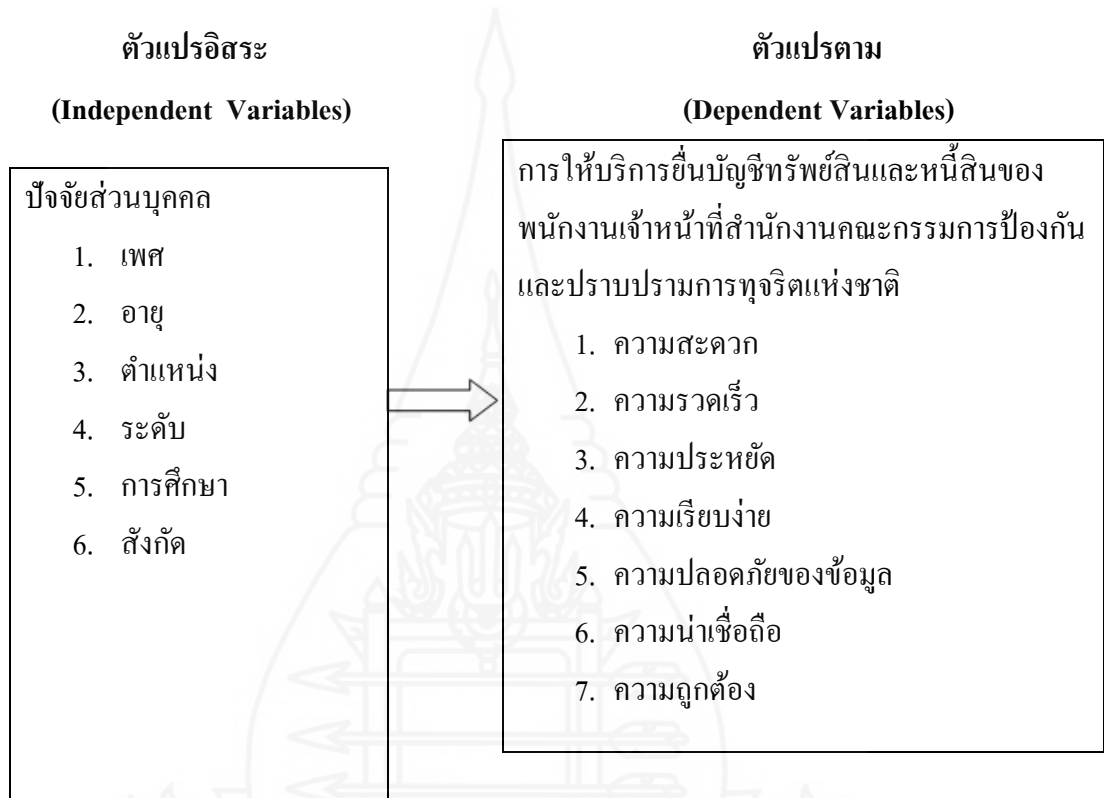 ตัวแปรอิสระ
(Independent Variables)
ปัจจัยส่วนบุคคล
1. เพศ
2. อายุ
3. ตำแหน่ง
4. ระดับ
5. การศึกษา
6. สังกัด
ตัวแปรตาม
(Dependent Variables)
การให้บริการยื่นบัญชีทรัพย์สินและหนี้สินของ
พนักงานเจ้าหน้าที่สำนักงานคณะกรรมการป้องกัน
และปราบปรามการทุจริตแห่งชาติ
1. ความสะดวก
2. ความรวดเร็ว
3. ความประหยัด
4. ความเรียบง่าย
5. ความปลอดภัยของข้อมูล
6. ความน่าเชื่อถือ
7. ความถูกต้อง